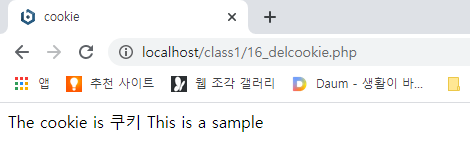 cookie
localhost/class1/16_delcookie.php
앱 추천 사이트 웹 조각 갤러리 Daum - 생활이 바...
The cookie is 쿠키 This is a sample